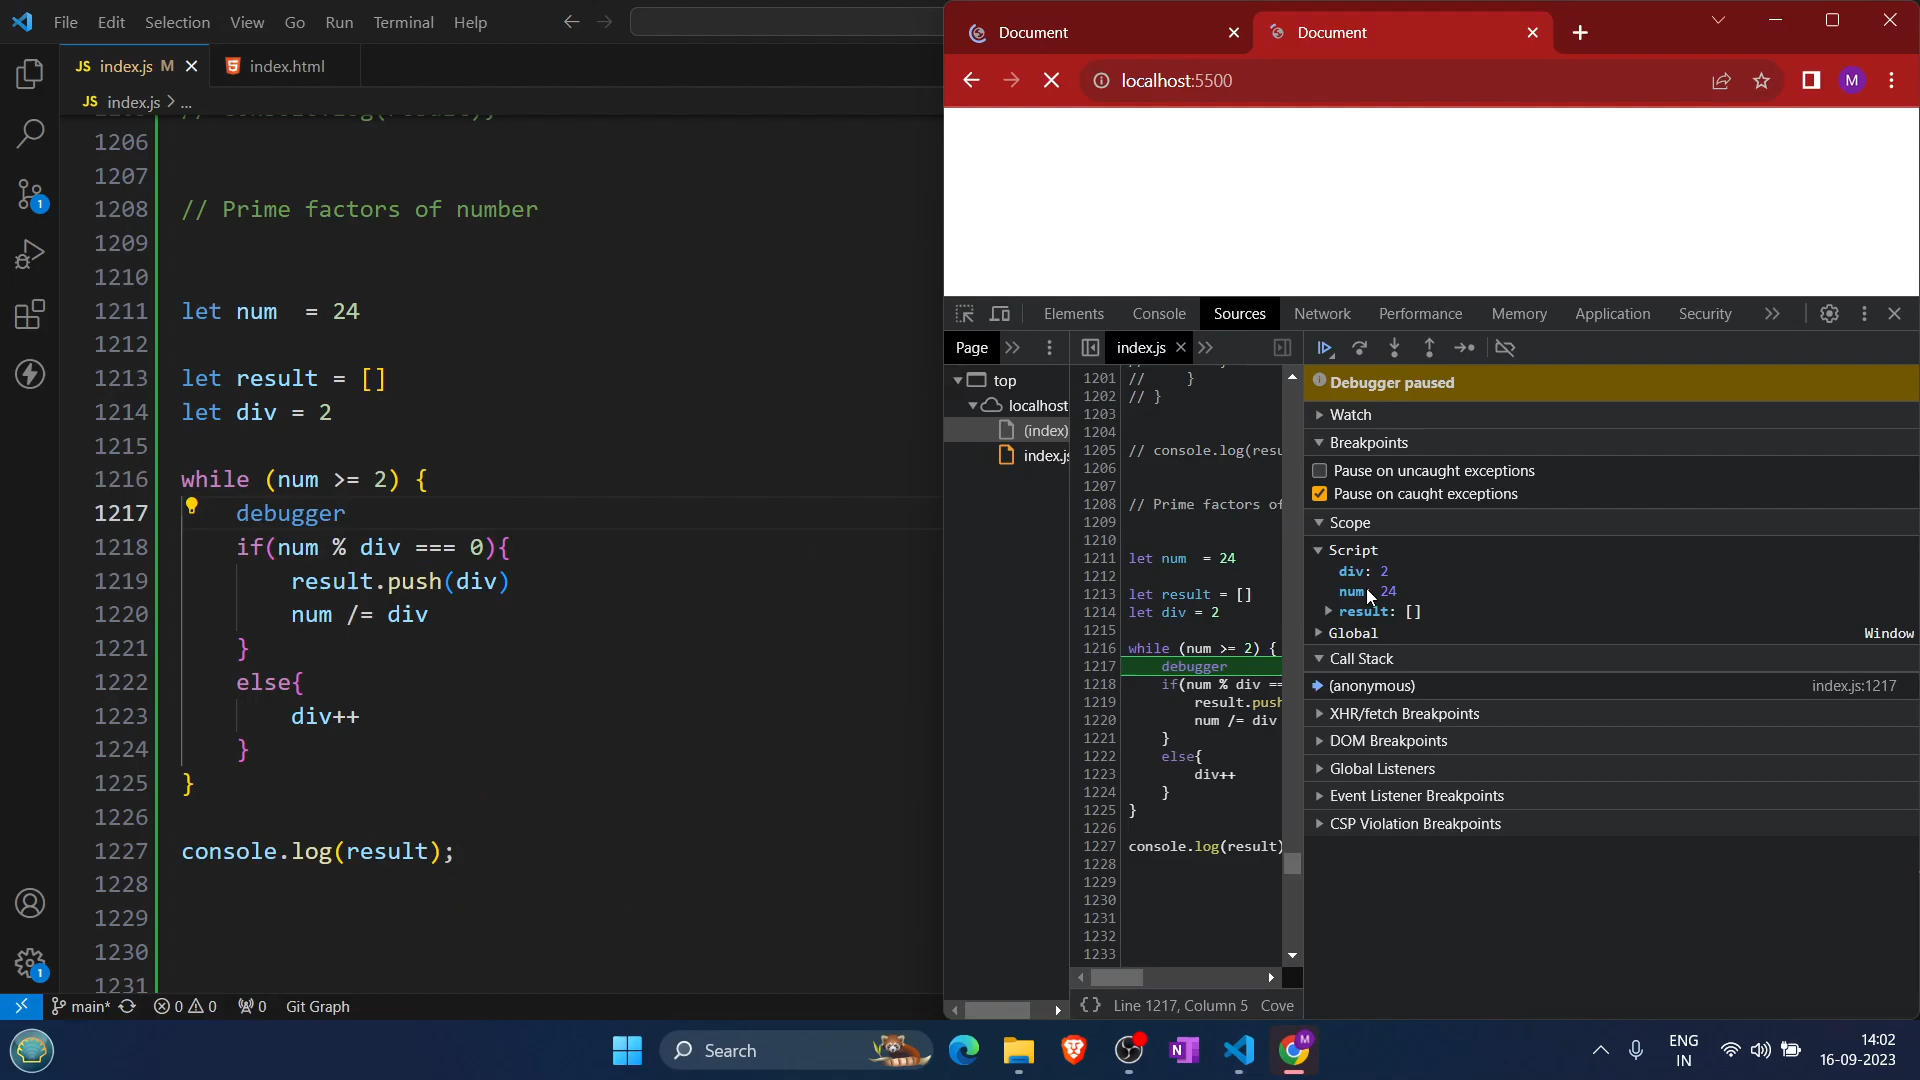 File Edit Selection View Go Run Terminal Help
JS index.js M
index.html
JS index.js > ...
1206
1207
1208 // Prime factors of number
1209
1210
1211 let num  = 24
1212
1213 let result = []
1214 let div = 2
1215
1216 while (num >= 2) {
1217 debugger
1218 if(num % div === 0){
1219 result.push(div)
1220 num /= div
1221 }
1222 else{
1223 div++
1224 }
1225 }
1226
1227 console.log(result);
1228
1229
1230
1231
1
1
main* 0 0 0 Git Graph
Document
Document
localhost:5500
M
Elements Console Sources Network Performance Memory Application Security
Page
index.js
top
localhost
(index)
index.js
1201 // }
1202 // }
1203
1204
1205 // console.log(resu
1206
1207
1208 // Prime factors of
1209
1210
1211 let num  = 24
1212
1213 let result = []
1214 let div = 2
1215
1216 while (num >= 2) {
1217 debugger
1218 if(num % div ==
1219 result.push
1220 num /= div
1221 }
1222 else{
1223 div++
1224 }
1225 }
1226
1227 console.log(result)
1228
1229
1230
1231
1232
1233
{ } Line 1217, Column 5 Cove
Debugger paused
Watch
Breakpoints
Pause on uncaught exceptions
Pause on caught exceptions
Scope
Script
div: 2
num: 24
result: []
Global Window
Call Stack
(anonymous) index.js:1217
XHR/fetch Breakpoints
DOM Breakpoints
Global Listeners
Event Listener Breakpoints
CSP Violation Breakpoints
Search
N
M
ENG
IN
14:02
16-09-2023